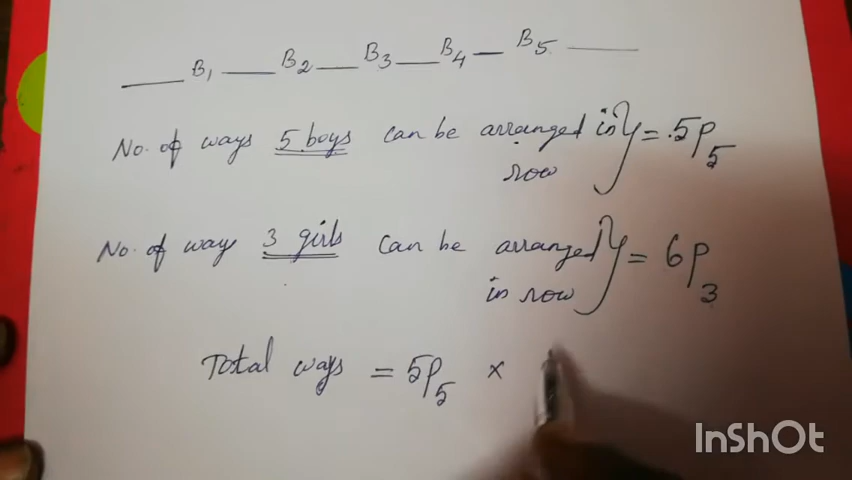 ___ B₁ ___ B₂ ___ B₃ ___ B₄ ___ B₅ ___
No. of ways 5 boys can be arranged in } = 5P₅
row
No. of way 3 girls can be arranged } = 6P₃
in row
Total ways = 5P₅ ×
InShOt